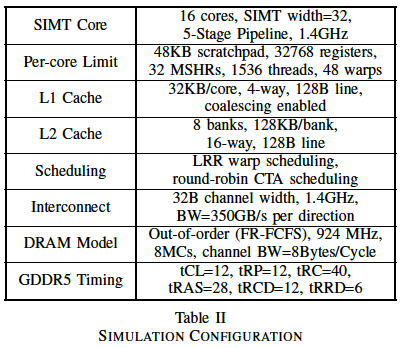 SIMT Core
16 cores, SIMT width=32,
5-Stage Pipeline, 1.4GHz
Per-core Limit
48KB scratchpad, 32768 registers,
32 MSHRs, 1536 threads, 48 warps
L1 Cache
32KB/core, 4-way, 128B line,
coalescing enabled
L2 Cache
8 banks, 128KB/bank,
16-way, 128B line
Scheduling
LRR warp scheduling,
round-robin CTA scheduling
Interconnect
32B channel width, 1.4GHz,
BW=350GB/s per direction
DRAM Model
Out-of-order (FR-FCFS), 924 MHz,
8MCs, channel BW=8Bytes/Cycle
GDDR5 Timing
tCL=12, tRP=12, tRC=40,
tRAS=28, tRCD=12, tRRD=6
Table II
SIMULATION CONFIGURATION